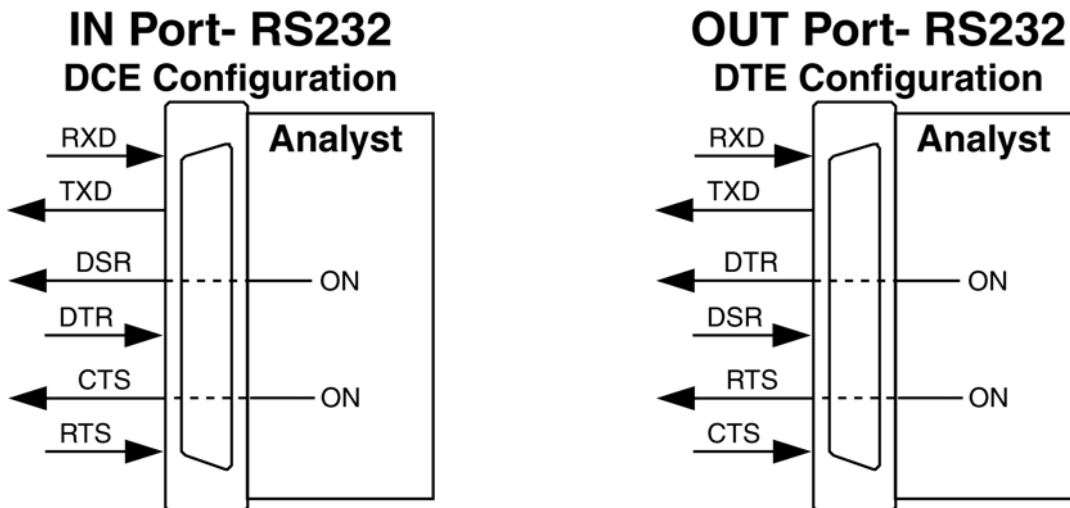 IN Port- RS232
DCE Configuration
Analyst
RXD
TXD
DSR
ON
DTR
CTS
ON
RTS
OUT Port- RS232
DTE Configuration
Analyst
RXD
TXD
DTR
ON
DSR
RTS
ON
CTS